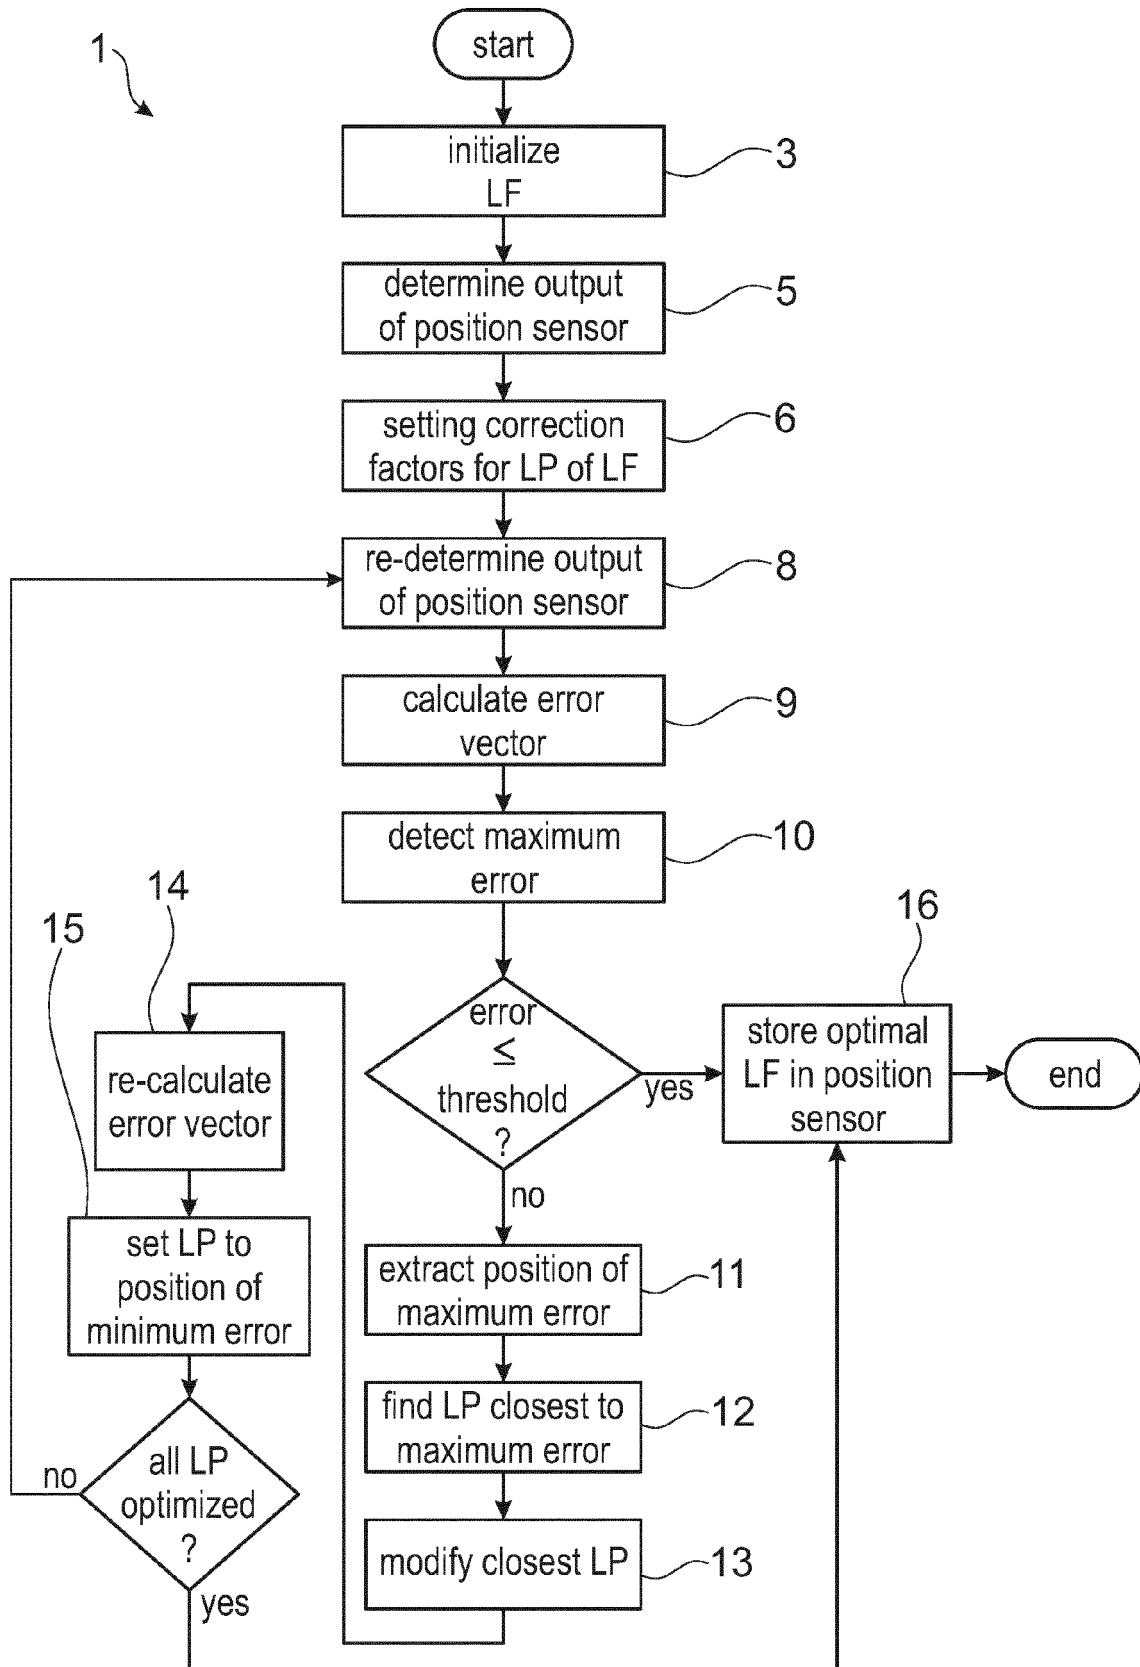 1
start
initialize
LF
3
determine output
of position sensor
5
setting correction
factors for LP of LF
6
re-determine output
of position sensor
8
calculate error
vector
9
detect maximum
error
10
14
15
16
error
≤
threshold
?
yes
no
store optimal
LF in position
sensor
end
re-calculate
error vector
set LP to
position of
minimum error
extract position of
maximum error
11
find LP closest to
maximum error
12
modify closest LP
13
all LP
optimized
?
no
yes